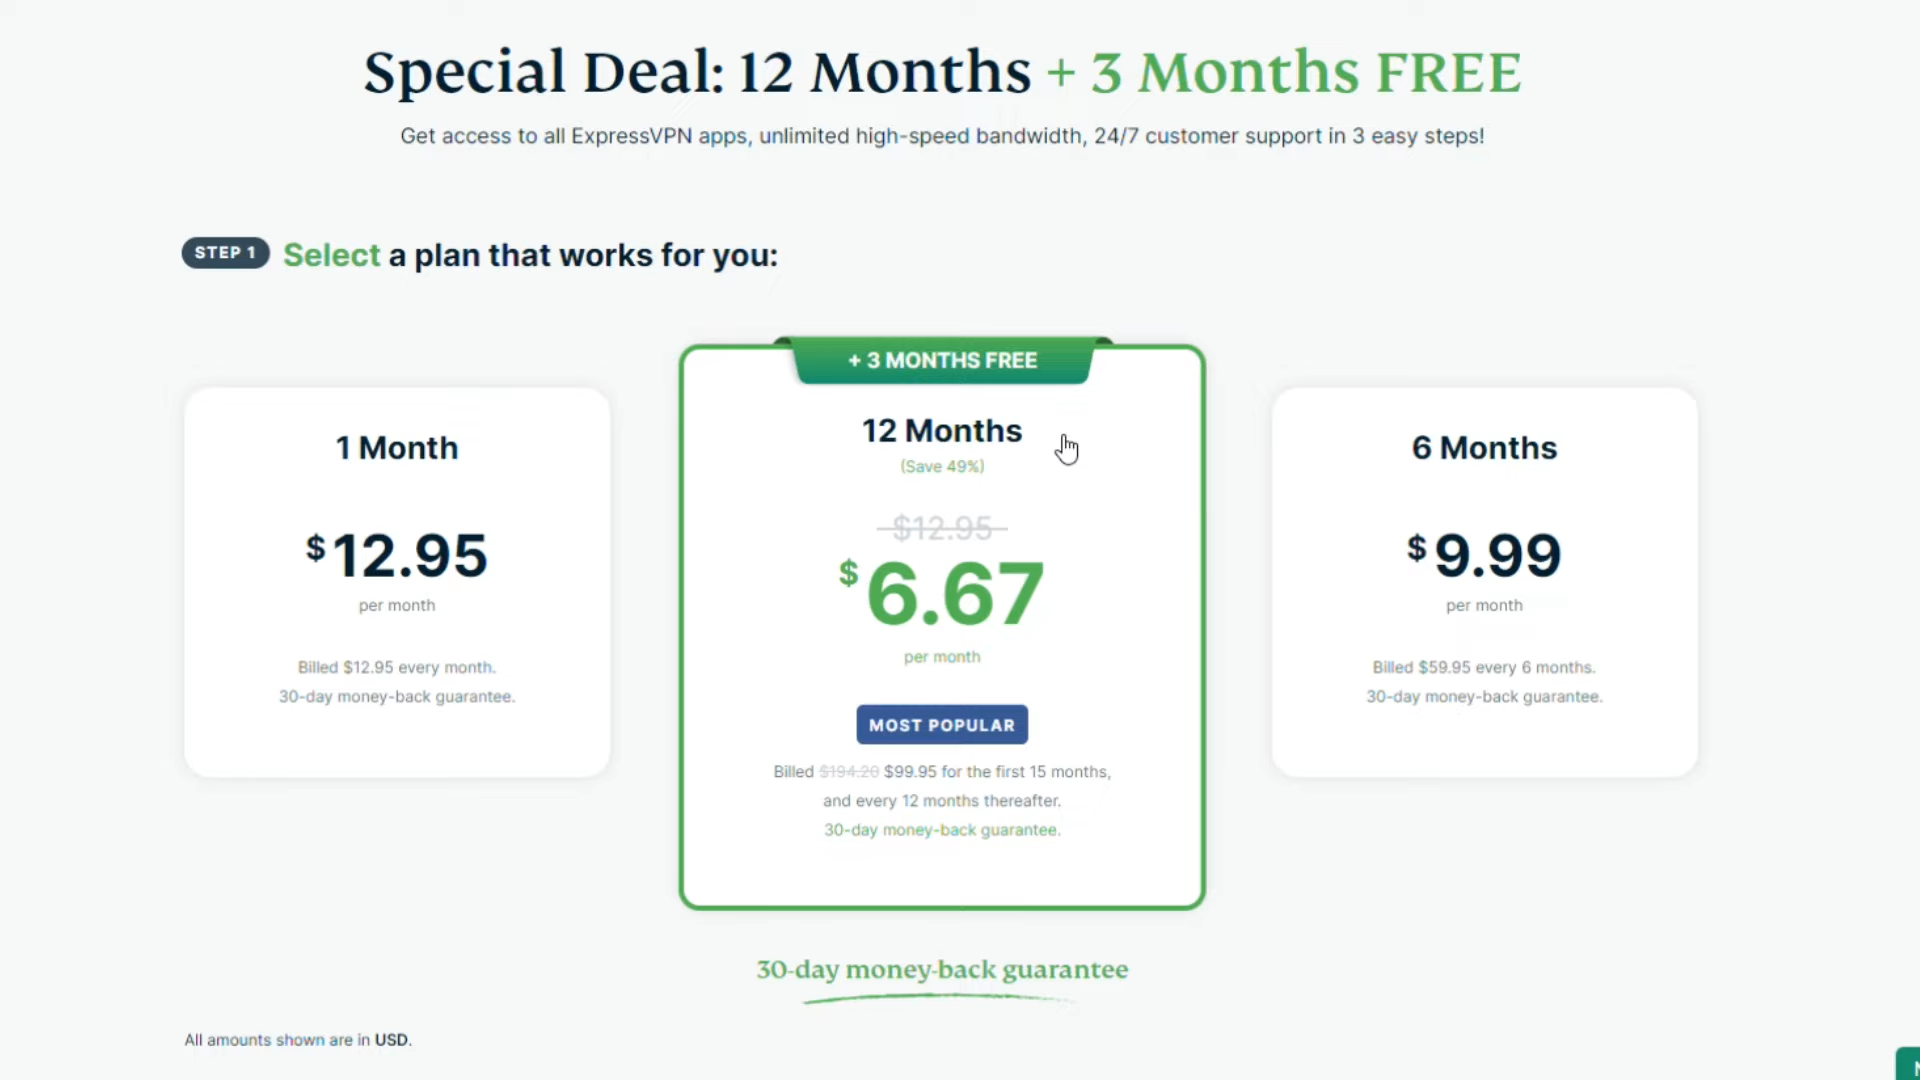 Special Deal: 12 Months + 3 Months FREE
Get access to all ExpressVPN apps, unlimited high-speed bandwidth, 24/7 customer support in 3 easy steps!
STEP 1 Select a plan that works for you:
1 Month
$12.95
per month
Billed $12.95 every month.
30-day money-back guarantee.
+ 3 MONTHS FREE
12 Months
(Save 49%)
$12.95
$6.67
per month
MOST POPULAR
Billed $194.20 $99.95 for the first 15 months,
and every 12 months thereafter.
30-day money-back guarantee.
6 Months
$9.99
per month
Billed $59.95 every 6 months.
30-day money-back guarantee.
30-day money-back guarantee
All amounts shown are in USD.